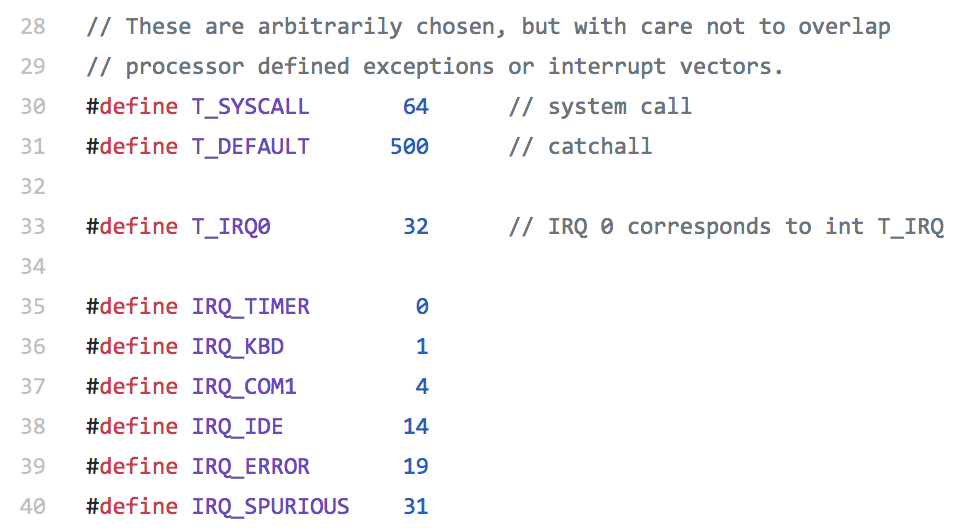 28 // These are arbitrarily chosen, but with care not to overlap
29 // processor defined exceptions or interrupt vectors.
30 #define T_SYSCALL 64 // system call
31 #define T_DEFAULT 500 // catchall
32
33 #define T_IRQ0 32 // IRQ 0 corresponds to int T_IRQ
34
35 #define IRQ_TIMER 0
36 #define IRQ_KBD 1
37 #define IRQ_COM1 4
38 #define IRQ_IDE 14
39 #define IRQ_ERROR 19
40 #define IRQ_SPURIOUS 31